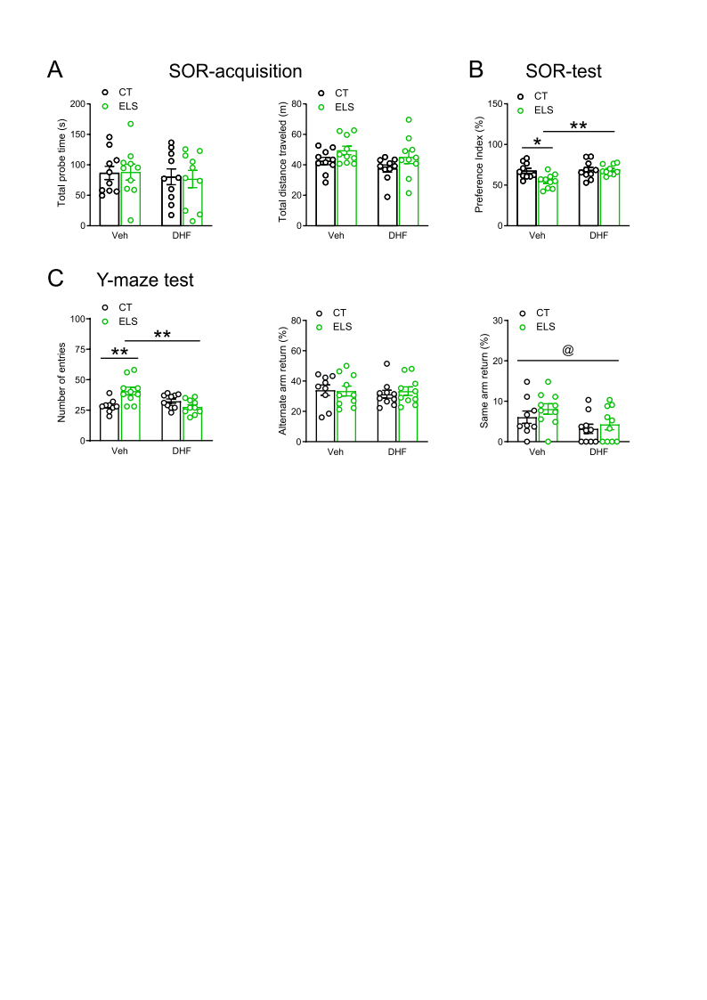 A
SOR-acquisition
CT
ELS
Total probe time (s)
200
150
100
50
0
Veh
DHF
CT
ELS
Total distance traveled (m)
80
60
40
20
0
Veh
DHF
B
SOR-test
CT
ELS
Preference Index (%)
150
100
50
0
*
**
Veh
DHF
C
Y-maze test
CT
ELS
Number of entries
100
75
50
25
0
**
**
Veh
DHF
CT
ELS
Alternate arm return (%)
80
60
40
20
0
Veh
DHF
CT
ELS
Same arm return (%)
30
20
10
0
@
Veh
DHF